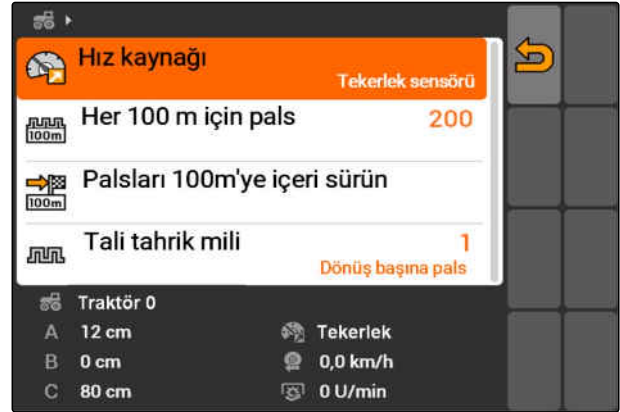 Hız kaynağı
Tekerlek sensörü
100m
Her 100 m için pals
200
100m
Palsları 100m'ye içeri sürün
Tali tahrik mili
1
Dönüş başına pals
Traktör 0
A 12 cm Tekerlek
B 0 cm 0,0 km/h
C 80 cm 0 U/min